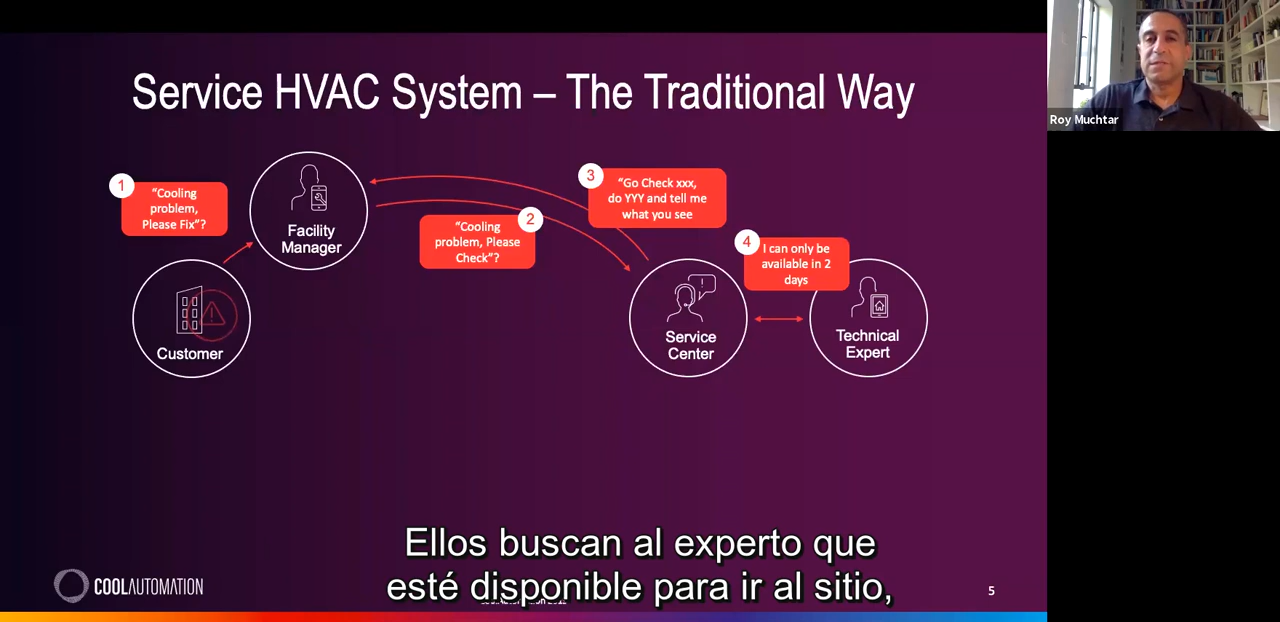 Service HVAC System – The Traditional Way
Roy Muchtar
1
“Cooling
problem,
Please Fix”?
Facility
Manager
Customer
2
“Cooling
problem, Please
Check”?
3
“Go Check xxx,
do YYY and tell me
what you see
4
I can only be
available in 2
days
Service
Center
Technical
Expert
Ellos buscan al experto que
esté disponible para ir al sitio,
COOLAUTOMATION
5